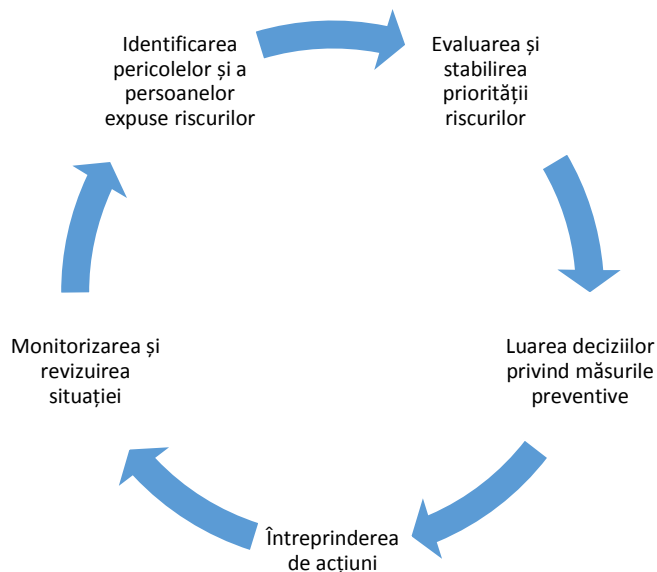 Identificarea
pericolelor și a
persoanelor
expuse riscurilor
Evaluarea și
stabilirea
priorității
riscurilor
Luarea deciziilor
privind măsurile
preventive
Întreprinderea
de acțiuni
Monitorizarea și
revizuirea
situației